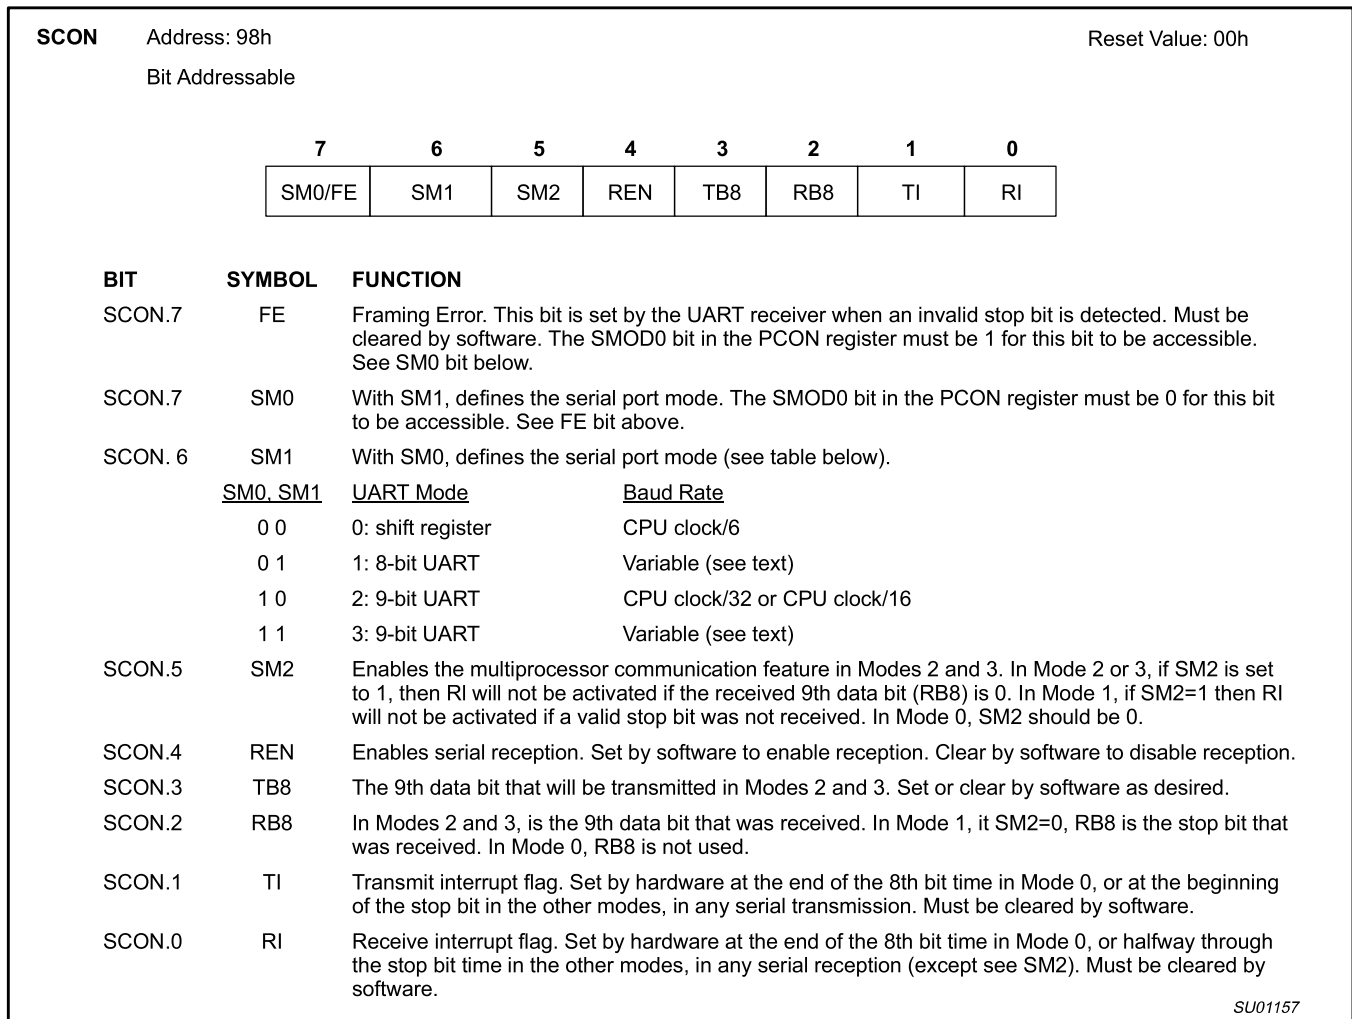 SCON Address: 98h Reset Value: 00h
Bit Addressable
7 6 5 4 3 2 1 0
SM0/FE SM1 SM2 REN TB8 RB8 TI RI
BIT SYMBOL FUNCTION
SCON.7 FE Framing Error. This bit is set by the UART receiver when an invalid stop bit is detected. Must be
cleared by software. The SMOD0 bit in the PCON register must be 1 for this bit to be accessible.
See SM0 bit below.
SCON.7 SM0 With SM1, defines the serial port mode. The SMOD0 bit in the PCON register must be 0 for this bit
to be accessible. See FE bit above.
SCON. 6 SM1 With SM0, defines the serial port mode (see table below).
SM0, SM1 UART Mode Baud Rate
0 0 0: shift register CPU clock/6
0 1 1: 8-bit UART Variable (see text)
1 0 2: 9-bit UART CPU clock/32 or CPU clock/16
1 1 3: 9-bit UART Variable (see text)
SCON.5 SM2 Enables the multiprocessor communication feature in Modes 2 and 3. In Mode 2 or 3, if SM2 is set
to 1, then RI will not be activated if the received 9th data bit (RB8) is 0. In Mode 1, if SM2=1 then RI
will not be activated if a valid stop bit was not received. In Mode 0, SM2 should be 0.
SCON.4 REN Enables serial reception. Set by software to enable reception. Clear by software to disable reception.
SCON.3 TB8 The 9th data bit that will be transmitted in Modes 2 and 3. Set or clear by software as desired.
SCON.2 RB8 In Modes 2 and 3, is the 9th data bit that was received. In Mode 1, it SM2=0, RB8 is the stop bit that
was received. In Mode 0, RB8 is not used.
SCON.1 TI Transmit interrupt flag. Set by hardware at the end of the 8th bit time in Mode 0, or at the beginning
of the stop bit in the other modes, in any serial transmission. Must be cleared by software.
SCON.0 RI Receive interrupt flag. Set by hardware at the end of the 8th bit time in Mode 0, or halfway through
the stop bit time in the other modes, in any serial reception (except see SM2). Must be cleared by
software.
SU01157